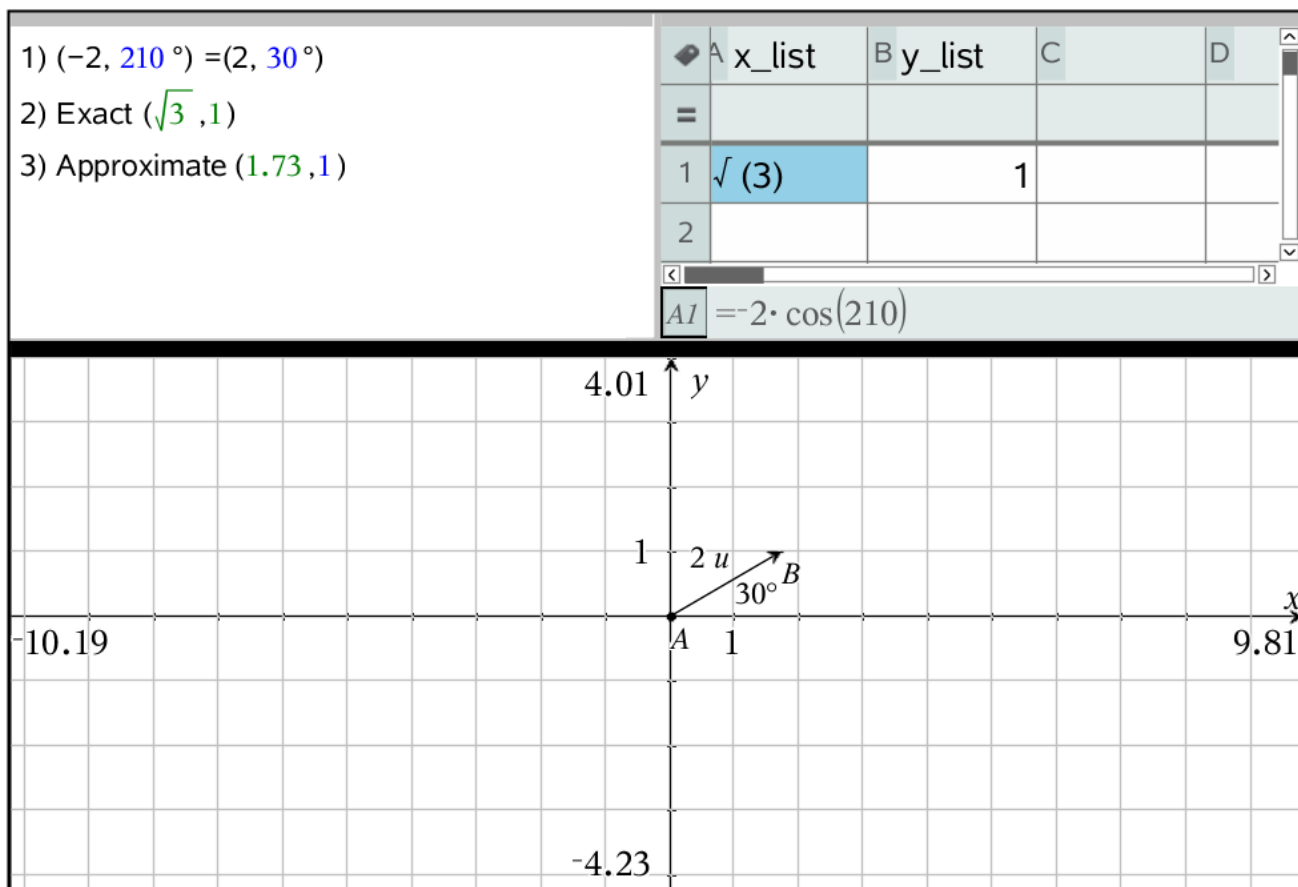 1) (−2, 210 °) =(2, 30 °)
2) Exact (√3 ,1)
3) Approximate (1.73 ,1 )
A x_list B y_list C D
=
1 √ (3) 1
2
A1 =⁻2· cos(210)
4.01 y
1 2 u B
30°
x
⁻10.19 A 1 9.81
⁻4.23